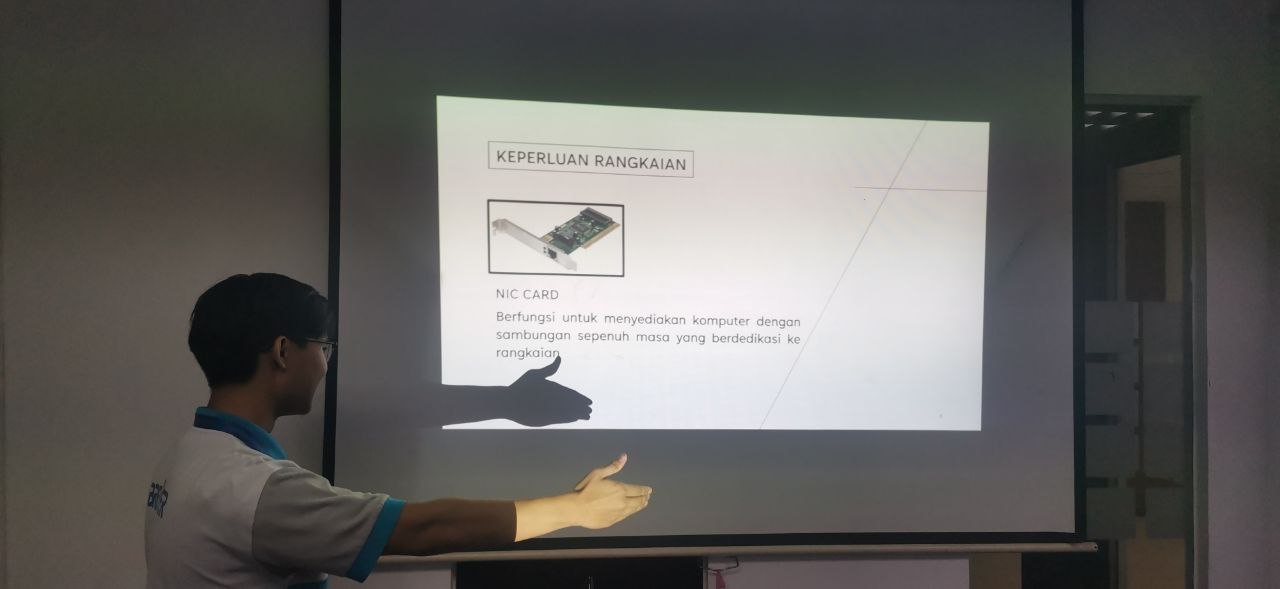 KEPERLUAN RANGKAIAN
NIC CARD
Berfungsi untuk menyediakan komputer dengan
sambungan sepenuh masa yang berdedikasi ke
rangkaian